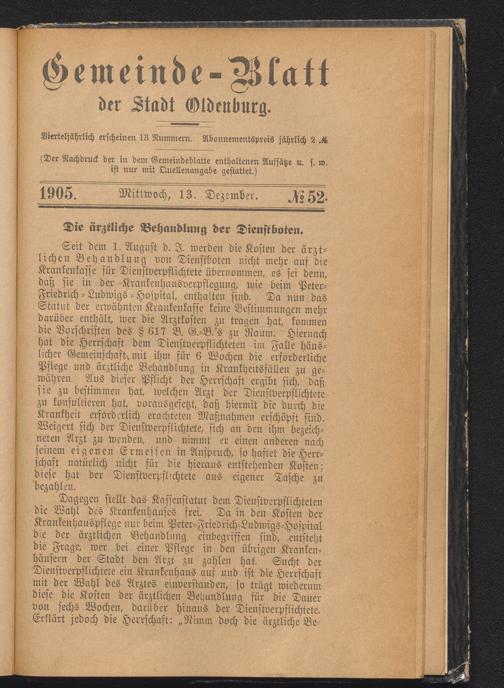 Gemeinde-Blatt
der Stadt Oldenburg.
Vierteljährlich erscheinen 13 Nummern. Abonnementspreis jährlich 2 ℳ
(Der Nachdruck der in dem Gemeindeblatte enthaltenen Aufsätze u. s. w.
ist nur mit Quellenangabe gestattet.)
1905. Mittwoch, 13. Dezember. № 52.
Die ärztliche Behandlung der Dienstboten.
Seit dem 1. August d. J. werden die Kosten der ärzt-
lichen Behandlung von Dienstboten nicht mehr auf die
Krankenkasse für Dienstverpflichtete übernommen, es sei denn,
daß sie in der Krankenhausverpflegung, wie beim Peter-
Friedrich-Ludwigs-Hospital, enthalten sind. Da nun das
Statut der erwähnten Krankenkasse keine Bestimmungen mehr
darüber enthält, wer die Arztkosten zu tragen hat, kommen
die Vorschriften des § 617 B. G.-B.'s zu Raum. Hiernach
hat die Herrschaft dem Dienstverpflichteten im Falle häus-
licher Gemeinschaft mit ihm für 6 Wochen die erforderliche
Pflege und ärztliche Behandlung in Krankheitsfällen zu ge-
währen. Aus dieser Pflicht der Herrschaft ergibt sich, daß
sie zu bestimmen hat, welchen Arzt der Dienstverpflichtete
zu konsultieren hat, vorausgesetzt, daß hiermit die durch die
Krankheit erforderlich erachteten Maßnahmen erschöpft sind.
Weigert sich der Dienstverpflichtete, sich an den ihm bezeich-
neten Arzt zu wenden, und nimmt er einen anderen nach
seinem eigenen Ermessen in Anspruch, so haftet die Herr-
schaft natürlich nicht für die hieraus entstehenden Kosten;
diese hat der Dienstverpflichtete aus eigener Tasche zu
bezahlen.
Dagegen stellt das Kassenstatut dem Dienstverpflichteten
die Wahl des Krankenhauses frei. Da in den Kosten der
Krankenhauspflege nur beim Peter-Friedrich-Ludwigs-Hospital
die der ärztlichen Behandlung einbegriffen sind, entsteht
die Frage, wer bei einer Pflege in den übrigen Kranken-
häusern der Stadt den Arzt zu zahlen hat. Sucht der
Dienstverpflichtete ein Krankenhaus auf und ist die Herrschaft
mit der Wahl des Arztes einverstanden, so trägt wiederum
diese die Kosten der ärztlichen Behandlung für die Dauer
von sechs Wochen, darüber hinaus der Dienstverpflichtete.
Erklärt jedoch die Herrschaft: „Nimm doch die ärztliche Be-